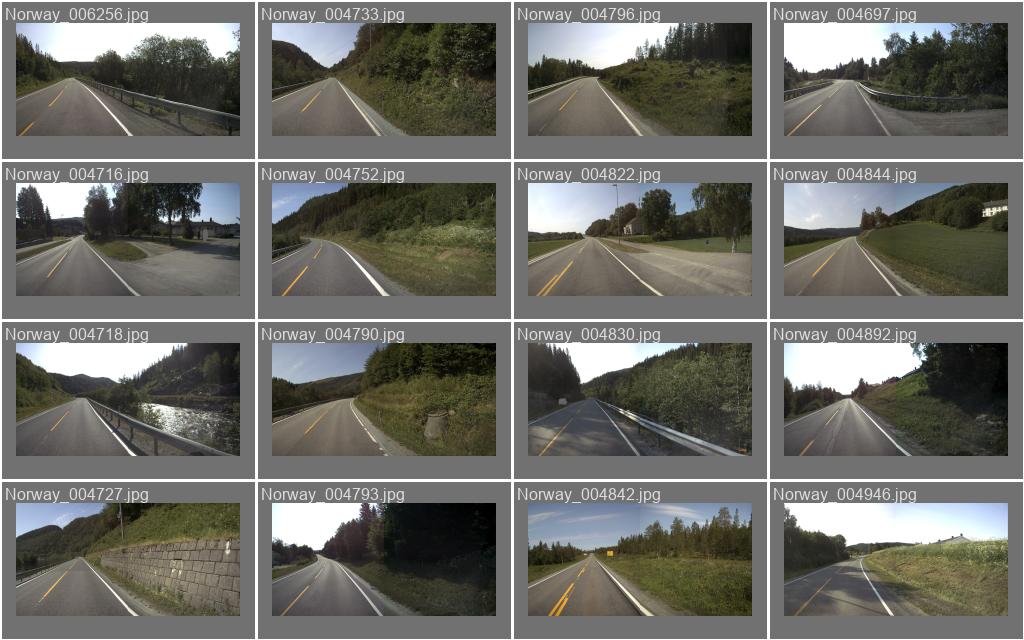 Norway_006256.jpg
Norway_004733.jpg
Norway_004796.jpg
Norway_004697.jpg
Norway_004716.jpg
Norway_004752.jpg
Norway_004822.jpg
Norway_004844.jpg
Norway_004718.jpg
Norway_004790.jpg
Norway_004830.jpg
Norway_004892.jpg
Norway_004727.jpg
Norway_004793.jpg
Norway_004842.jpg
Norway_004946.jpg